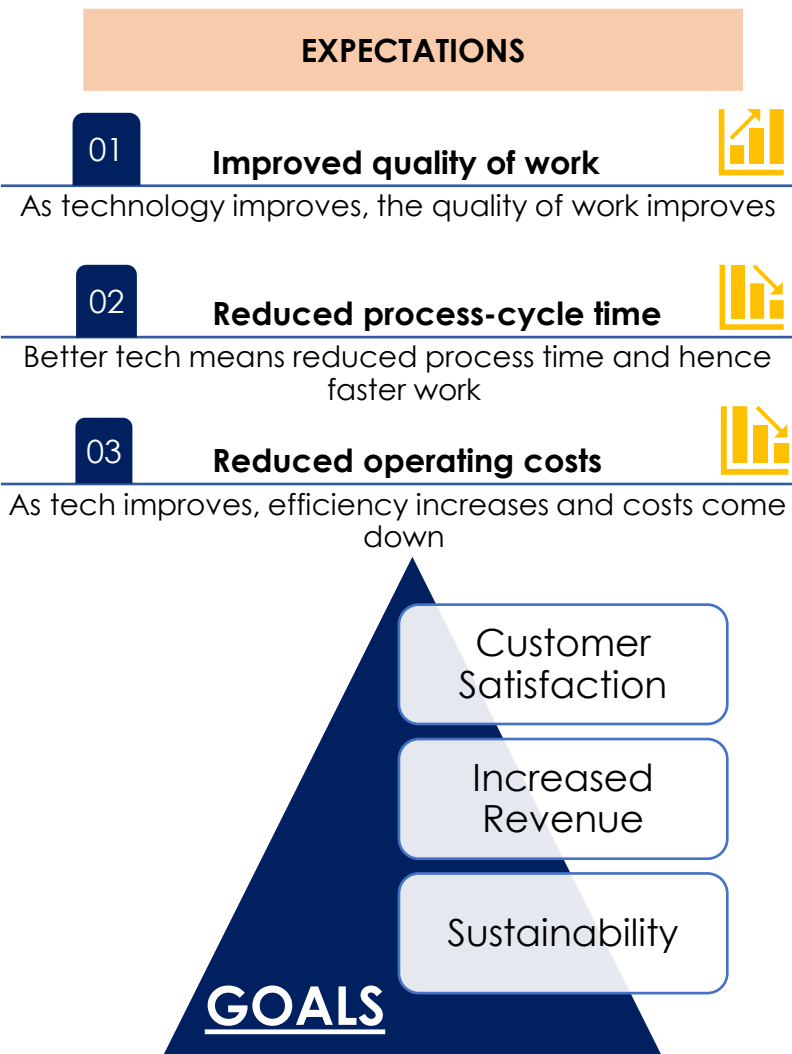 EXPECTATIONS
01
Improved quality of work
As technology improves, the quality of work improves
02
Reduced process-cycle time
Better tech means reduced process time and hence
faster work
03
Reduced operating costs
As tech improves, efficiency increases and costs come
down
Customer
Satisfaction
Increased
Revenue
Sustainability
GOALS